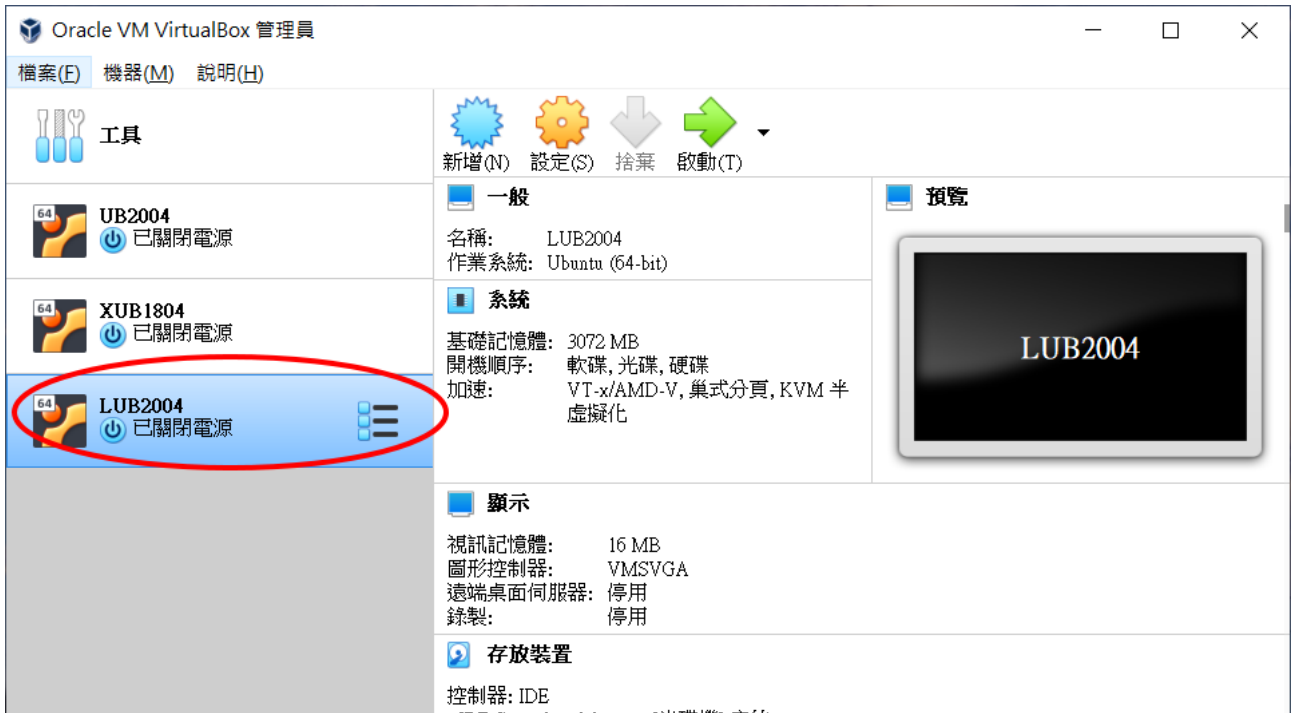 Oracle VM VirtualBox 管理員
檔案(F) 機器(M) 說明(H)
工具
64
UB2004
已關閉電源
64
XUB1804
已關閉電源
64
LUB2004
已關閉電源
新增(N) 設定(S) 捨棄 啟動(T)
一般
名稱: LUB2004
作業系統: Ubuntu (64-bit)
系統
基礎記憶體: 3072 MB
開機順序: 軟碟, 光碟, 硬碟
加速: VT-x/AMD-V, 巢式分頁, KVM 半
虛擬化
預覽
LUB2004
顯示
視訊記憶體: 16 MB
圖形控制器: VMSVGA
遠端桌面伺服器: 停用
錄製: 停用
存放裝置
控制器: IDE